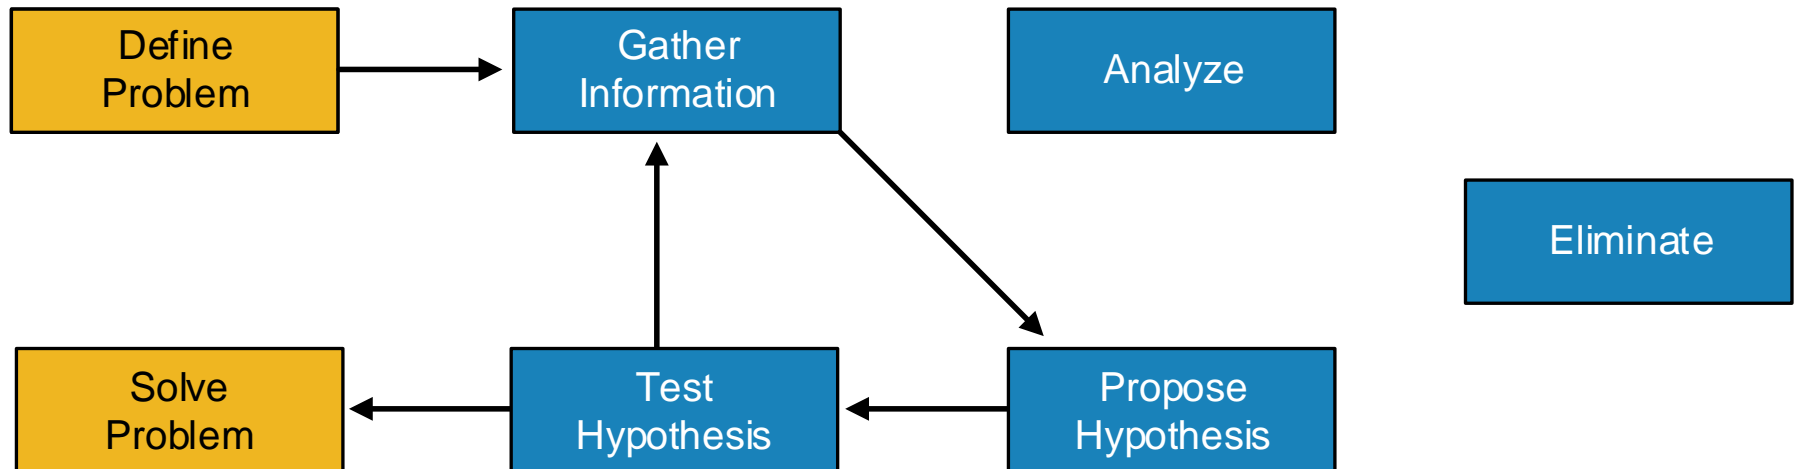 Define
Problem
Gather
Information
Analyze
Eliminate
Solve
Problem
Test
Hypothesis
Propose
Hypothesis